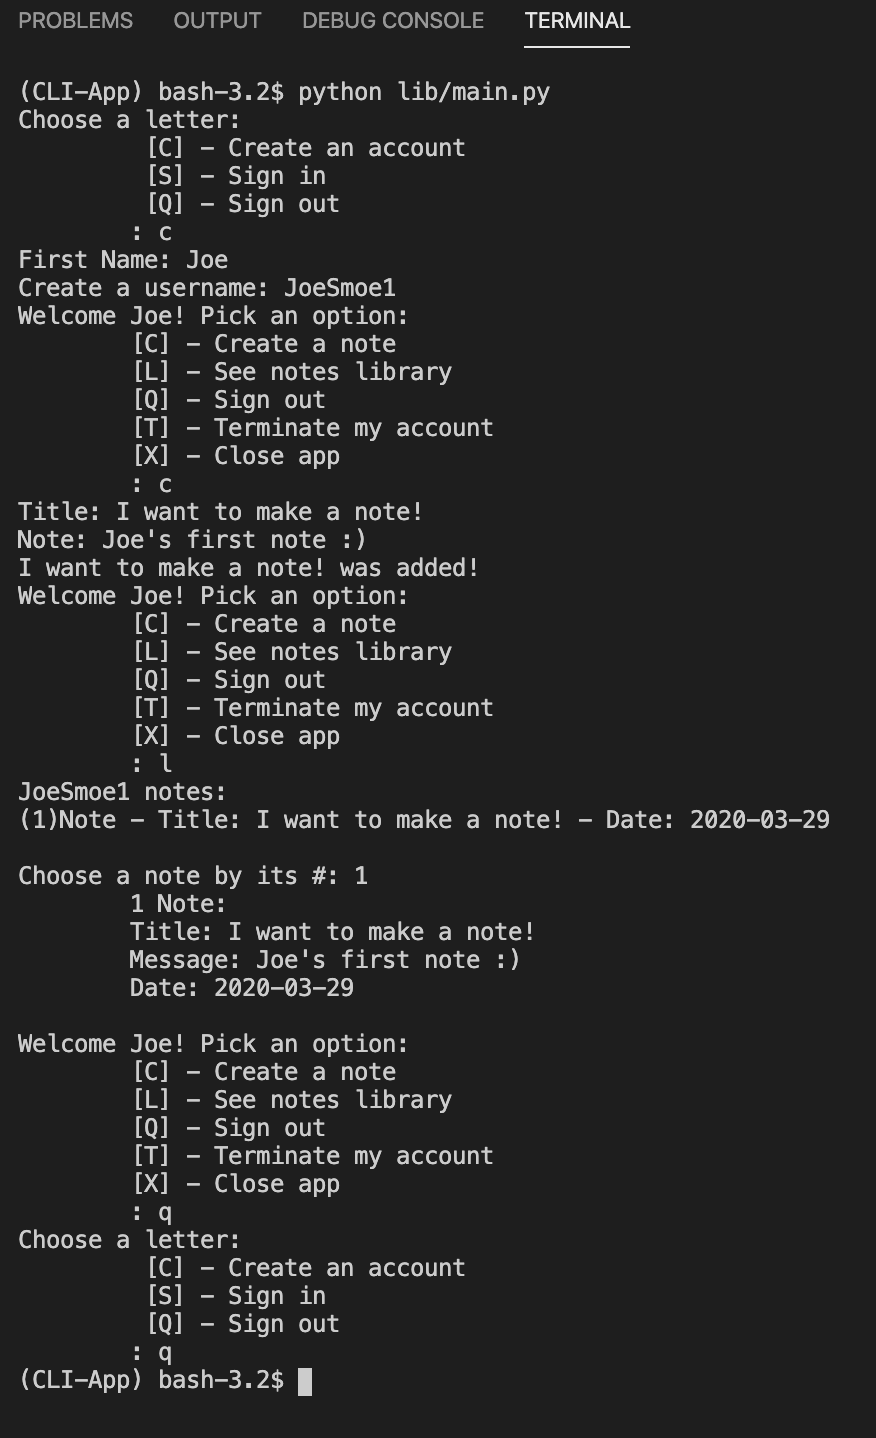 PROBLEMS OUTPUT DEBUG CONSOLE TERMINAL
(CLI-App) bash-3.2$ python lib/main.py
Choose a letter:
[C] - Create an account
[S] - Sign in
[Q] - Sign out
: c
First Name: Joe
Create a username: JoeSmoe1
Welcome Joe! Pick an option:
[C] - Create a note
[L] - See notes library
[Q] - Sign out
[T] - Terminate my account
[X] - Close app
: c
Title: I want to make a note!
Note: Joe's first note :)
I want to make a note! was added!
Welcome Joe! Pick an option:
[C] - Create a note
[L] - See notes library
[Q] - Sign out
[T] - Terminate my account
[X] - Close app
: l
JoeSmoe1 notes:
(1)Note - Title: I want to make a note! - Date: 2020-03-29
Choose a note by its #: 1
1 Note:
Title: I want to make a note!
Message: Joe's first note :)
Date: 2020-03-29
Welcome Joe! Pick an option:
[C] - Create a note
[L] - See notes library
[Q] - Sign out
[T] - Terminate my account
[X] - Close app
: q
Choose a letter:
[C] - Create an account
[S] - Sign in
[Q] - Sign out
: q
(CLI-App) bash-3.2$